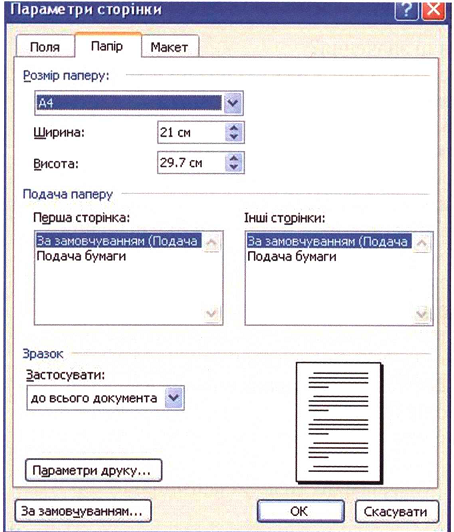 Параметри сторінки
Поля Папір Макет
Розмір паперу:
A4
Ширина: 21 см
Висота: 29.7 см
Подача паперу
Перша сторінка: Інші сторінки:
За замовчуванням (Подача За замовчуванням (Подача
Подача бумаги Подача бумаги
Зразок
Застосувати:
до всього документа
Параметри друку...
За замовчуванням... ОК Скасувати